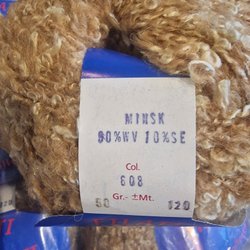 MINSK
90%WV 10%SE
Col.
608
Gr.- ±Mt.
50 120